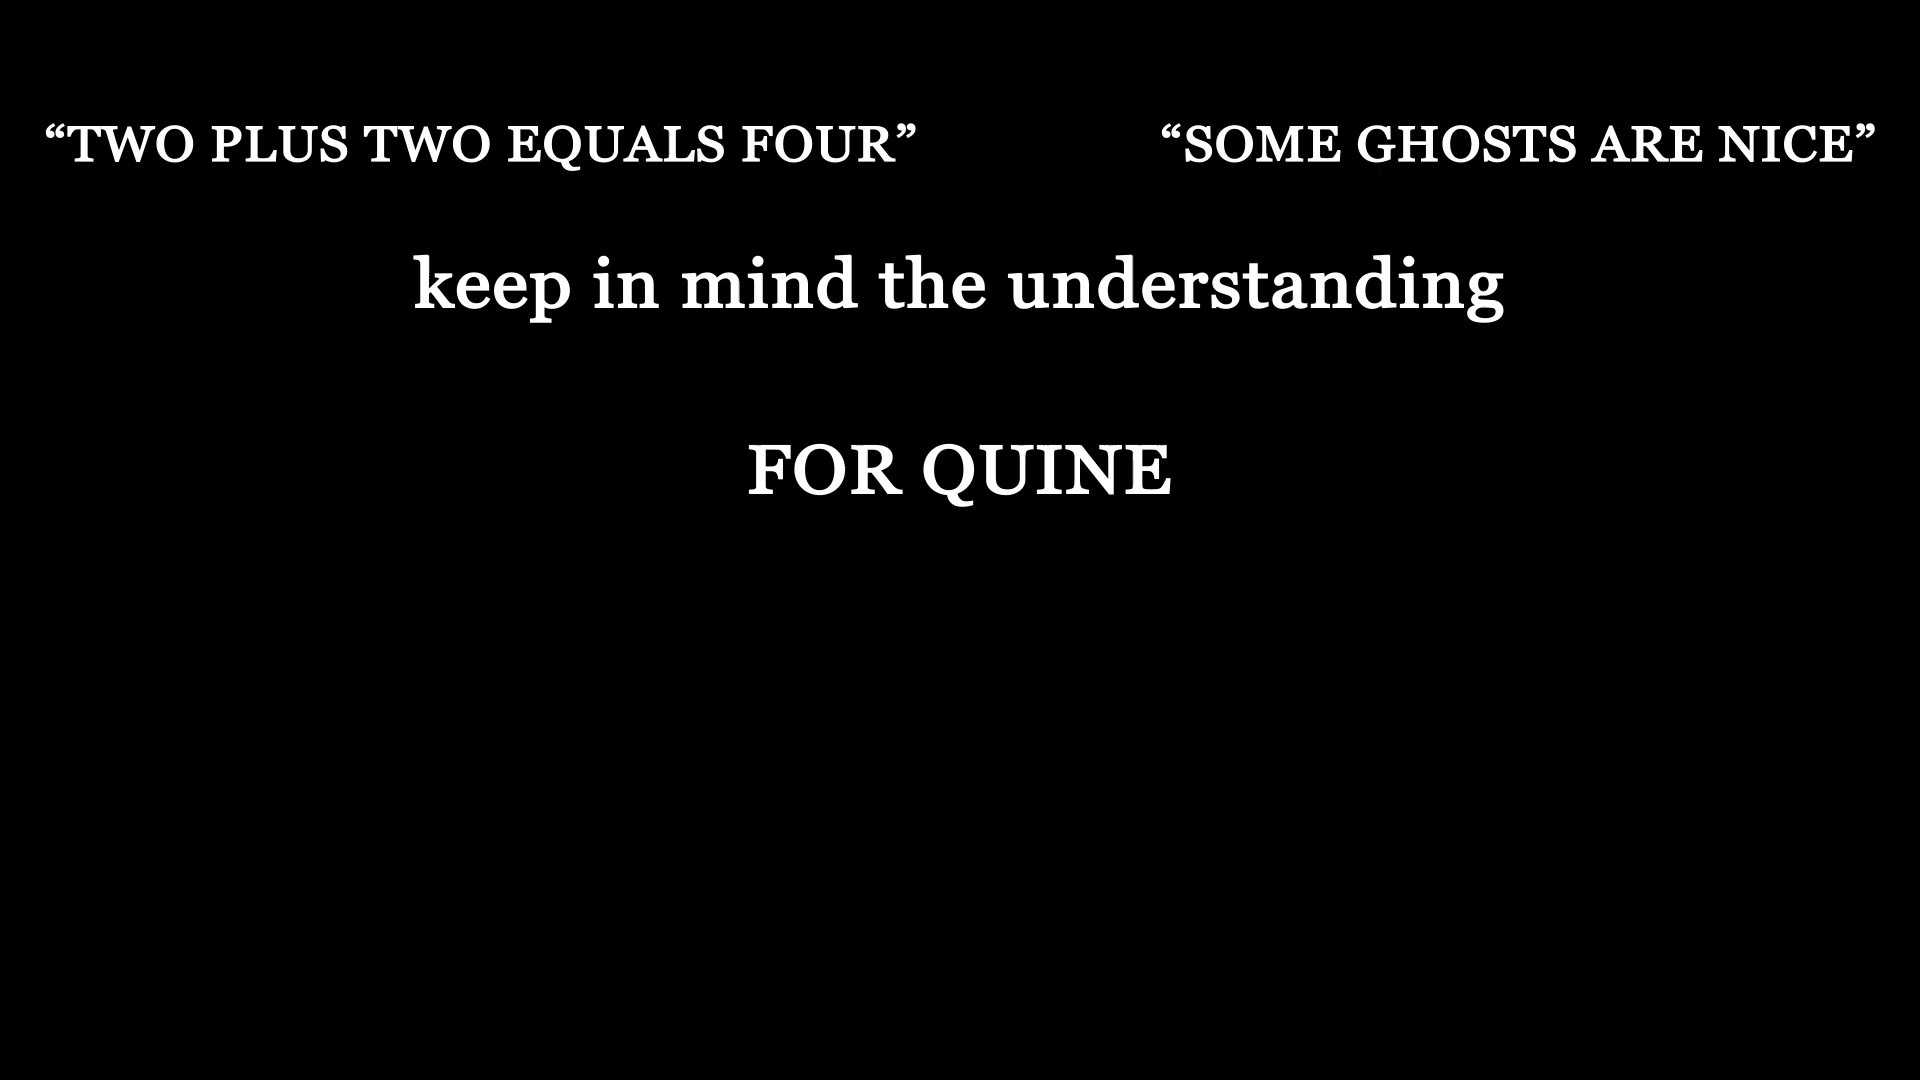 “TWO PLUS TWO EQUALS FOUR” “SOME GHOSTS ARE NICE”
keep in mind the understanding
FOR QUINE